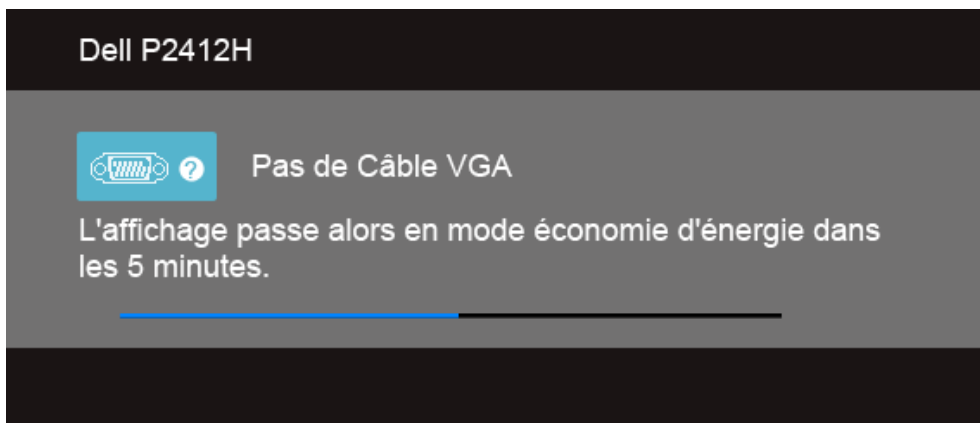 Dell P2412H
Pas de Câble VGA
L'affichage passe alors en mode économie d'énergie dans
les 5 minutes.